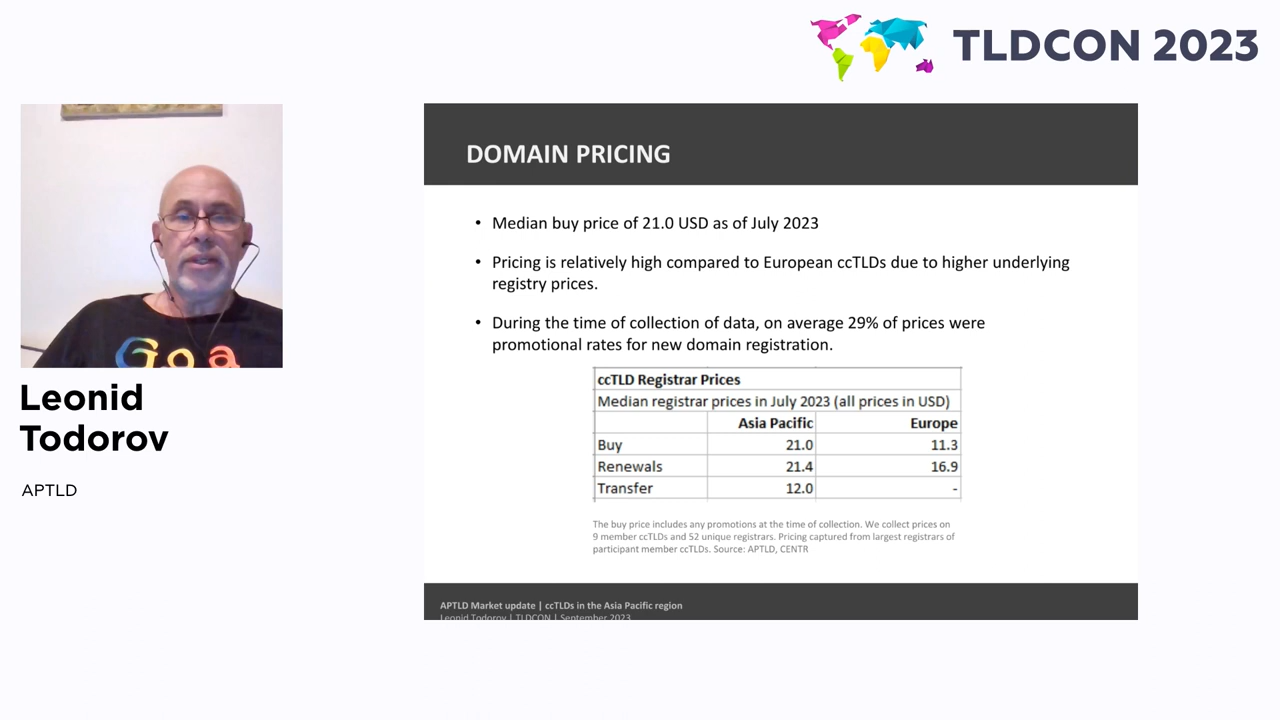 TLDCON 2023
Leonid
Todorov
APTLD
Goa
DOMAIN PRICING
• Median buy price of 21.0 USD as of July 2023
• Pricing is relatively high compared to European ccTLDs due to higher underlying
registry prices.
• During the time of collection of data, on average 29% of prices were
promotional rates for new domain registration.
ccTLD Registrar Prices
Median registrar prices in July 2023 (all prices in USD)
Asia Pacific Europe
Buy 21.0 11.3
Renewals 21.4 16.9
Transfer 12.0 -
The buy price includes any promotions at the time of collection. We collect prices on
9 member ccTLDs and 52 unique registrars. Pricing captured from largest registrars of
participant member ccTLDs. Source: APTLD, CENTR
APTLD Market update | ccTLDs in the Asia Pacific region
Leonid Todorov | TLDCON | September 2023